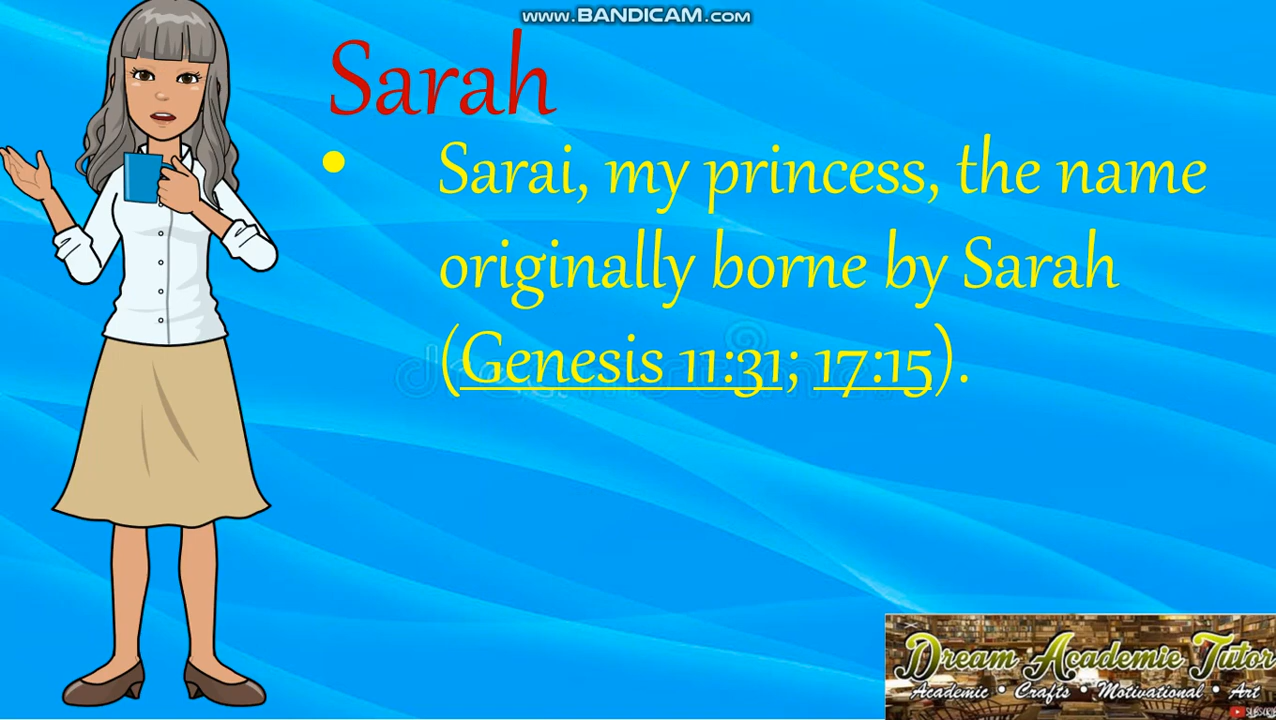 WWW.BANDICAM.COM
Sarah
• Sarai, my princess, the name
originally borne by Sarah
(Genesis 11:31; 17:15).
Dream Academic Tutor
Academic • Crafts • Motivational • Art